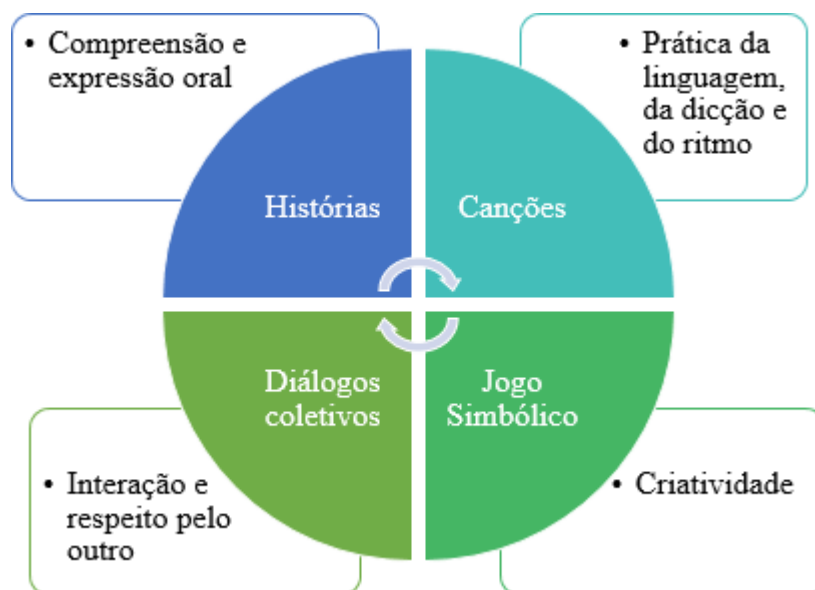 • Compreensão e
expressão oral
• Prática da
linguagem,
da dicção e
do ritmo
Histórias
Canções
Diálogos
coletivos
Jogo
Simbólico
• Interação e
respeito pelo
outro
• Criatividade